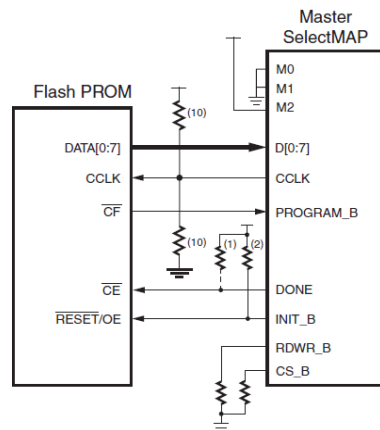 Master
SelectMAP
M0
M1
M2
Flash PROM
(10)
DATA[0:7]
D[0:7]
CCLK
CCLK
CF
PROGRAM_B
(10)
(1)
(2)
CE
DONE
RESET/OE
INIT_B
RDWR_B
CS_B